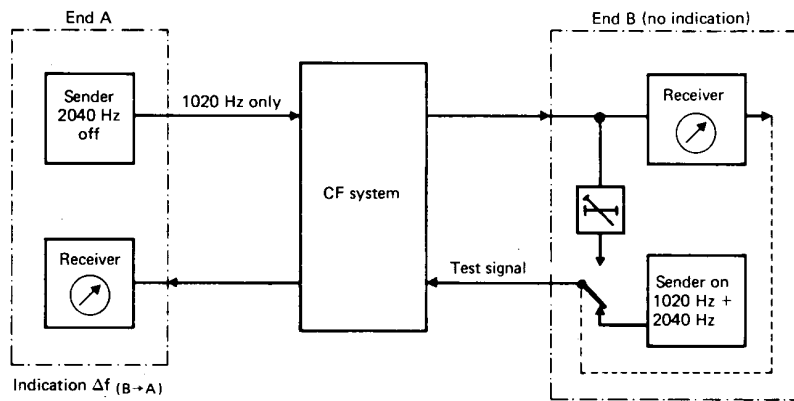 End A
End B (no indication)
Sender
2040 Hz
off
1020 Hz only
Receiver
CF system
Receiver
Test signal
Sender on
1020 Hz +
2040 Hz
Indication Δf (B→A)